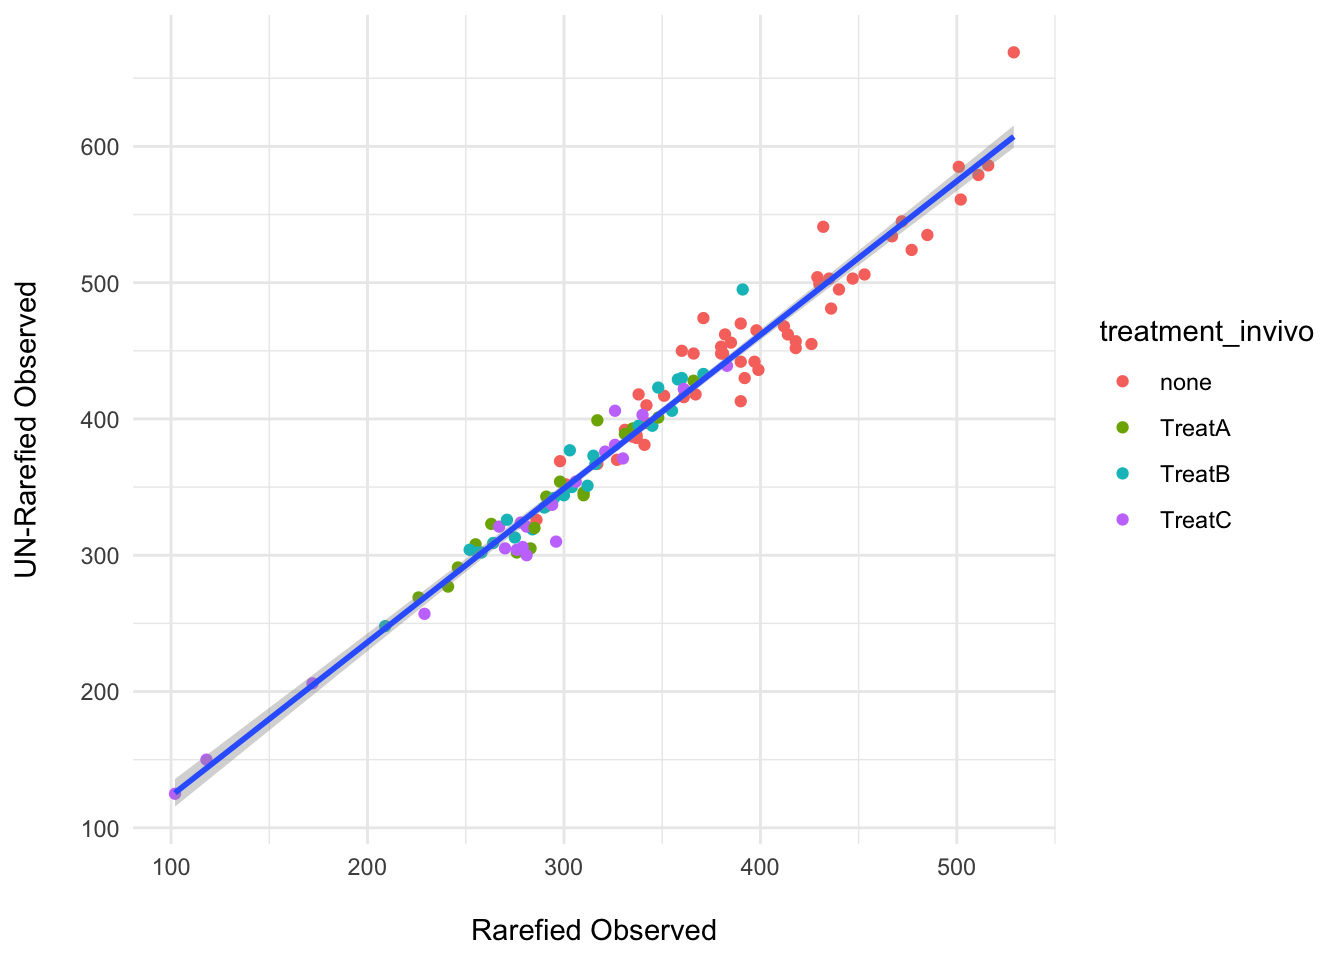 600
500
400
300
200
100
100 200 300 400 500
Rarefied Observed
UN-Rarefied Observed
treatment_invivo
none
TreatA
TreatB
TreatC